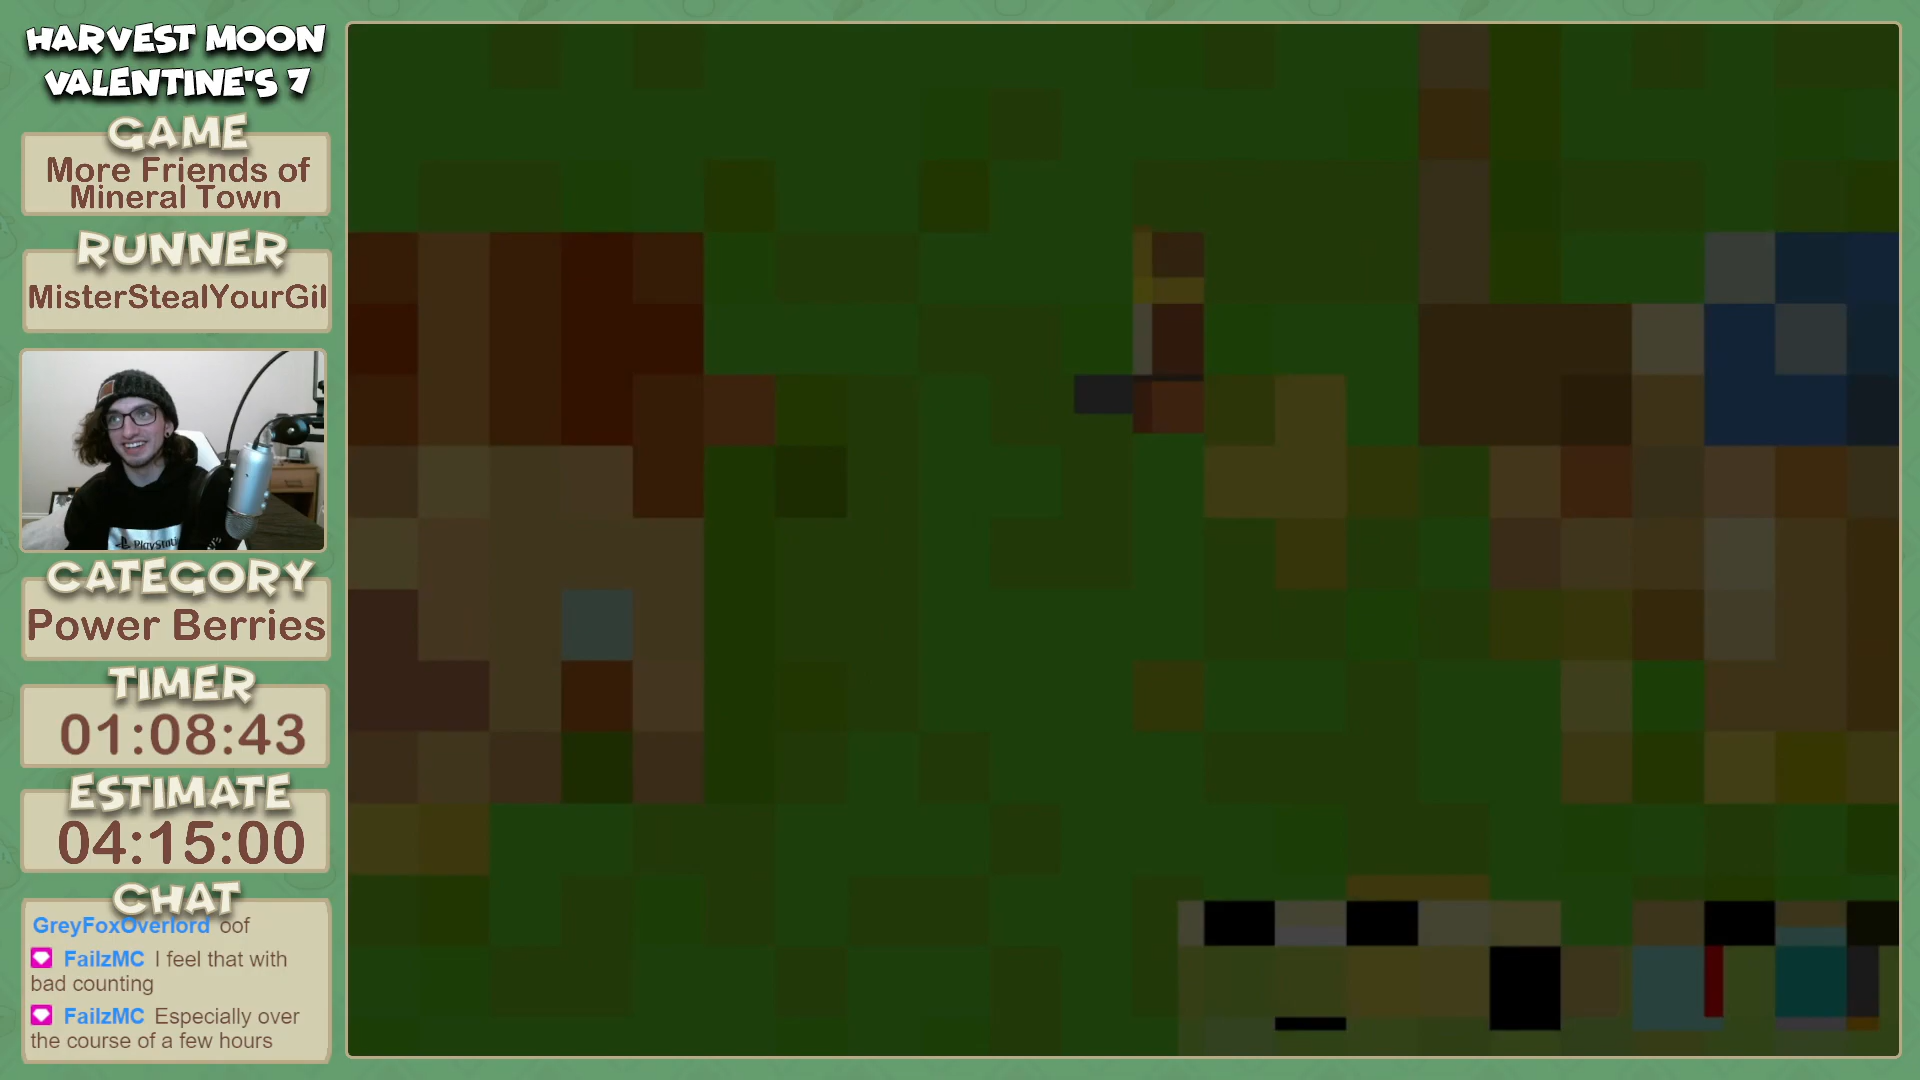 HARVEST MOON
VALENTINE'S 7
GAME
More Friends of
Mineral Town
RUNNER
MisterStealYourGil
PlayStati
CATEGORY
Power Berries
TIMER
01:08:43
ESTIMATE
04:15:00
CHAT
GreyFoxOverlord oof
FailzMC I feel that with
bad counting
FailzMC Especially over
the course of a few hours